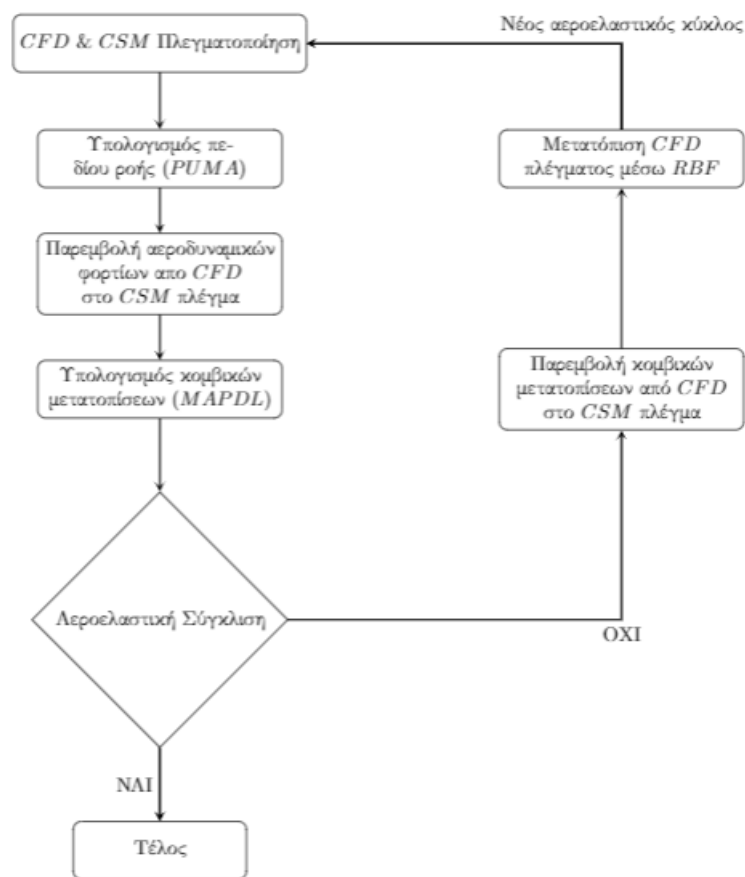 CFD & CSM Πλεγματοποίηση
Υπολογισμός πε-
δίου ροής (PUMA)
Παρεμβολή αεροδυναμικών
φορτίων απο CFD
στο CSM πλέγμα
Υπολογισμός κομβικών
μετατοπίσεων (MAPDL)
Αεροελαστική Σύγκλιση
ΝΑΙ
Τέλος
ΟΧΙ
Παρεμβολή κομβικών
μετατοπίσεων από CFD
στο CSM πλέγμα
Μετατόπιση CFD
πλέγματος μέσω RBF
Νέος αεροελαστικός κύκλος